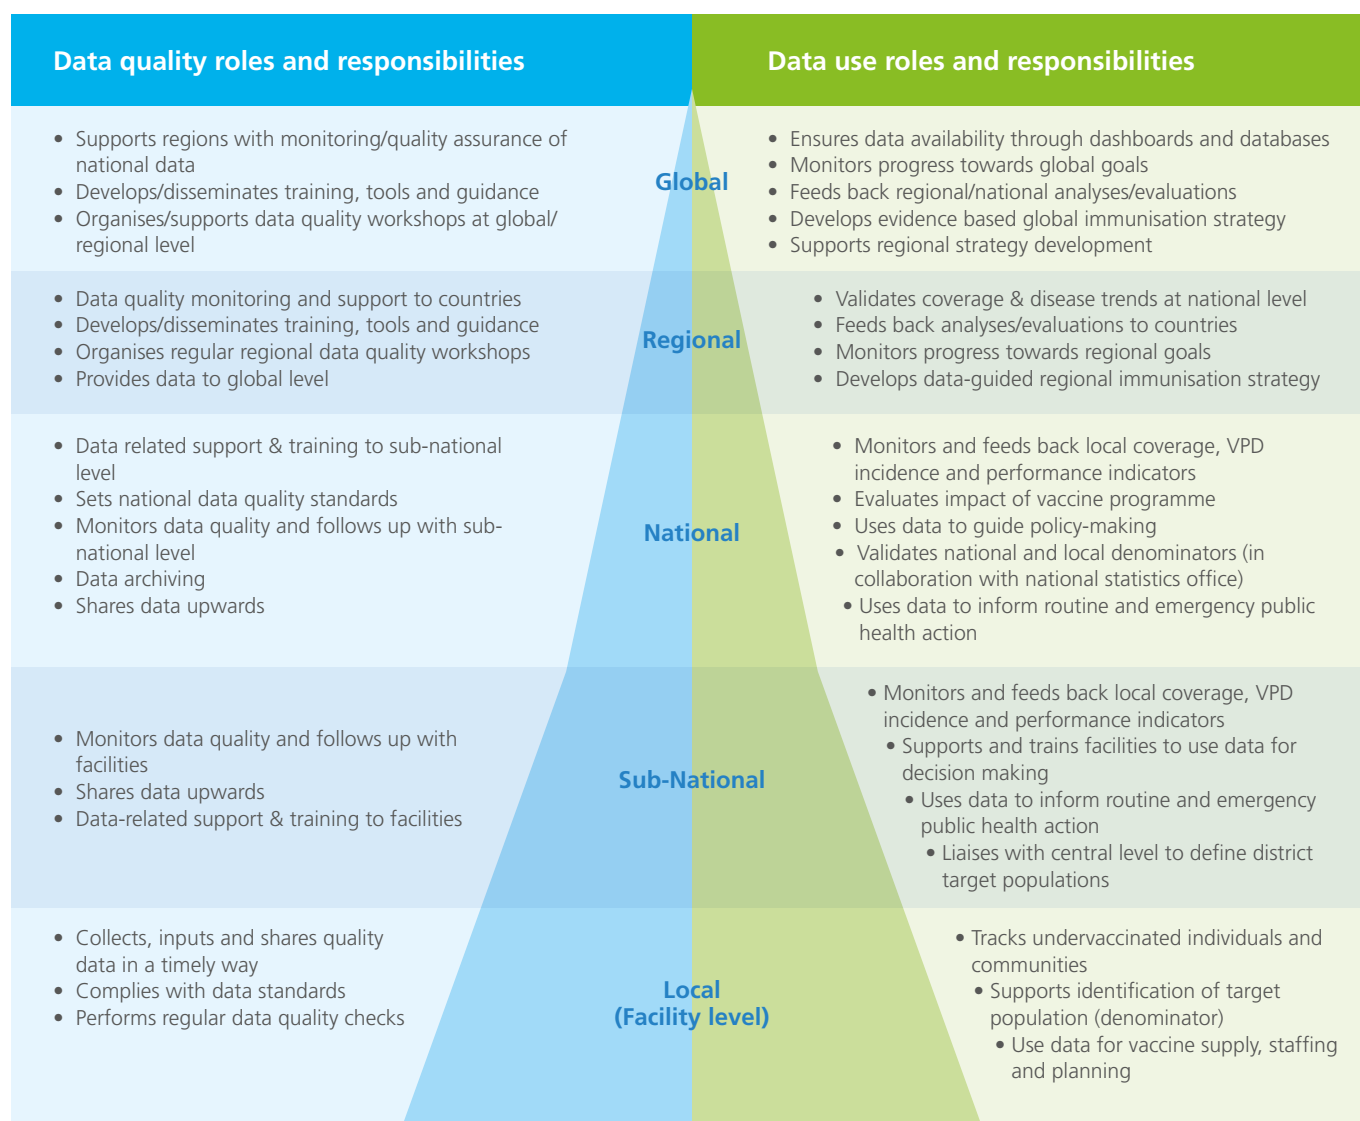 Data quality roles and responsibilities
Data use roles and responsibilities
• Supports regions with monitoring/quality assurance of
national data
• Develops/disseminates training, tools and guidance
• Organises/supports data quality workshops at global/
regional level
Global
• Ensures data availability through dashboards and databases
• Monitors progress towards global goals
• Feeds back regional/national analyses/evaluations
• Develops evidence based global immunisation strategy
• Supports regional strategy development
• Data quality monitoring and support to countries
• Develops/disseminates training, tools and guidance
• Organises regular regional data quality workshops
• Provides data to global level
Regional
• Validates coverage & disease trends at national level
• Feeds back analyses/evaluations to countries
• Monitors progress towards regional goals
• Develops data-guided regional immunisation strategy
• Data related support & training to sub-national
level
• Sets national data quality standards
• Monitors data quality and follows up with sub-
national level
• Data archiving
• Shares data upwards
National
• Monitors and feeds back local coverage, VPD
incidence and performance indicators
• Evaluates impact of vaccine programme
• Uses data to guide policy-making
• Validates national and local denominators (in
collaboration with national statistics office)
• Uses data to inform routine and emergency public
health action
• Monitors data quality and follows up with
facilities
• Shares data upwards
• Data-related support & training to facilities
Sub-National
• Monitors and feeds back local coverage, VPD
incidence and performance indicators
• Supports and trains facilities to use data for
decision making
• Uses data to inform routine and emergency
public health action
• Liaises with central level to define district
target populations
• Collects, inputs and shares quality
data in a timely way
• Complies with data standards
• Performs regular data quality checks
Local
(Facility level)
• Tracks undervaccinated individuals and
communities
• Supports identification of target
population (denominator)
• Use data for vaccine supply, staffing
and planning